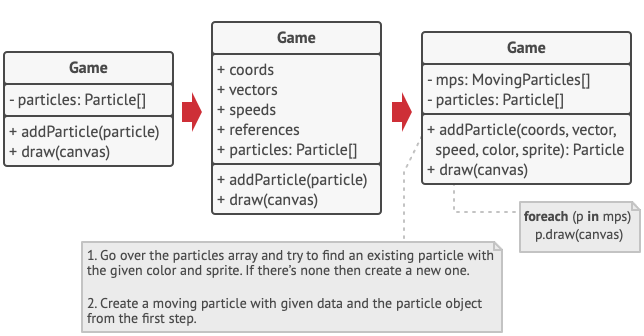 Game
- particles: Particle[]
+ addParticle(particle)
+ draw(canvas)
Game
+ coords
+ vectors
+ speeds
+ references
+ particles: Particle[]
+ addParticle(particle)
+ draw(canvas)
Game
- mps: MovingParticles[]
- particles: Particle[]
+ addParticle(coords, vector,
speed, color, sprite): Particle
+ draw(canvas)
foreach (p in mps)
p.draw(canvas)
1. Go over the particles array and try to find an existing particle with
the given color and sprite. If there's none then create a new one.
2. Create a moving particle with given data and the particle object
from the first step.